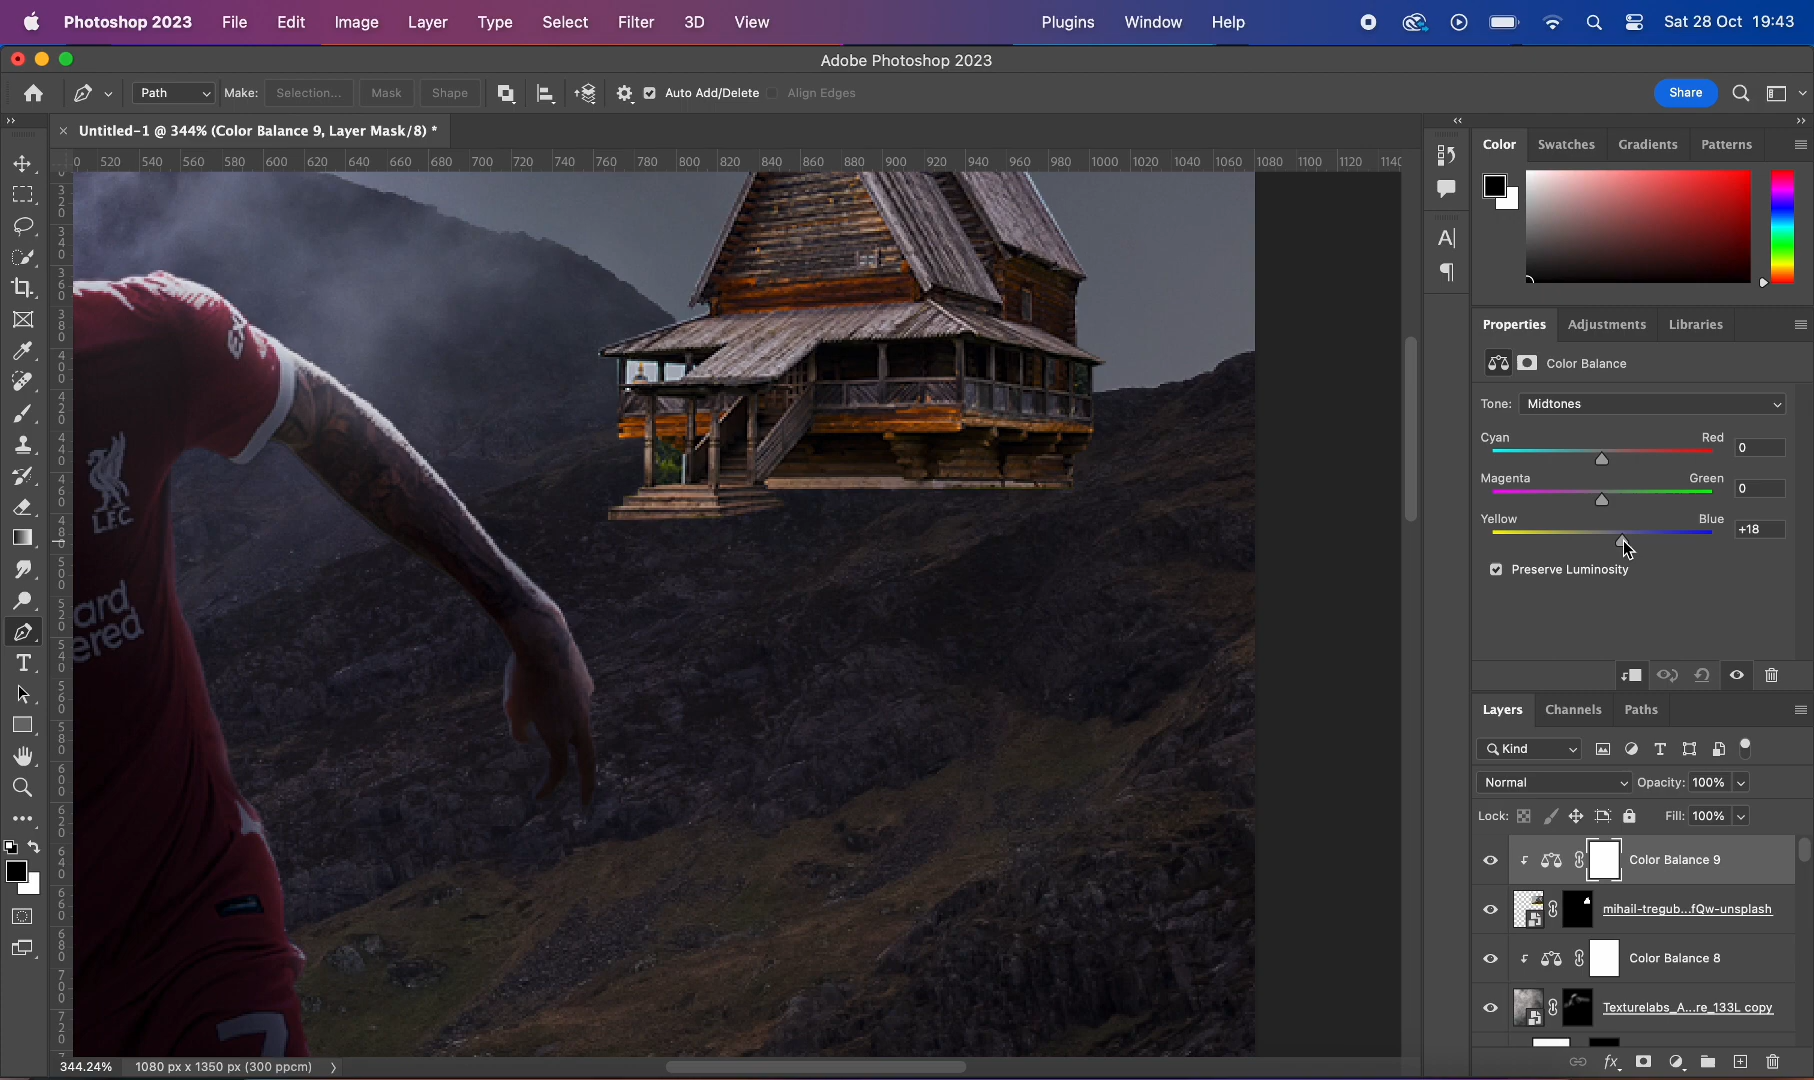 Photoshop 2023 File Edit Image Layer Type Select Filter 3D View Plugins Window Help Sat 28 Oct 19:43
Adobe Photoshop 2023
Path Make: Selection... Mask Shape Auto Add/Delete Align Edges Share
Untitled-1 @ 344% (Color Balance 9, Layer Mask/8) *
0 520 540 560 580 600 620 640 660 680 700 720 740 760 780 800 820 840 860 880 900 920 940 960 980 1000 1020 1040 1060 1080 1100 1120
Color Swatches Gradients Patterns
Properties Adjustments Libraries
Color Balance
Tone: Midtones
Cyan Red 0
Magenta Green 0
Yellow Blue +18
Preserve Luminosity
Layers Channels Paths
Kind
Normal Opacity: 100%
Lock: Fill: 100%
Color Balance 9
mihail-tregub...fQw-unsplash
Color Balance 8
Texturelabs_A...re_133L copy
L.F.C.
ard
ered
7
344.24% 1080 px x 1350 px (300 ppcm)